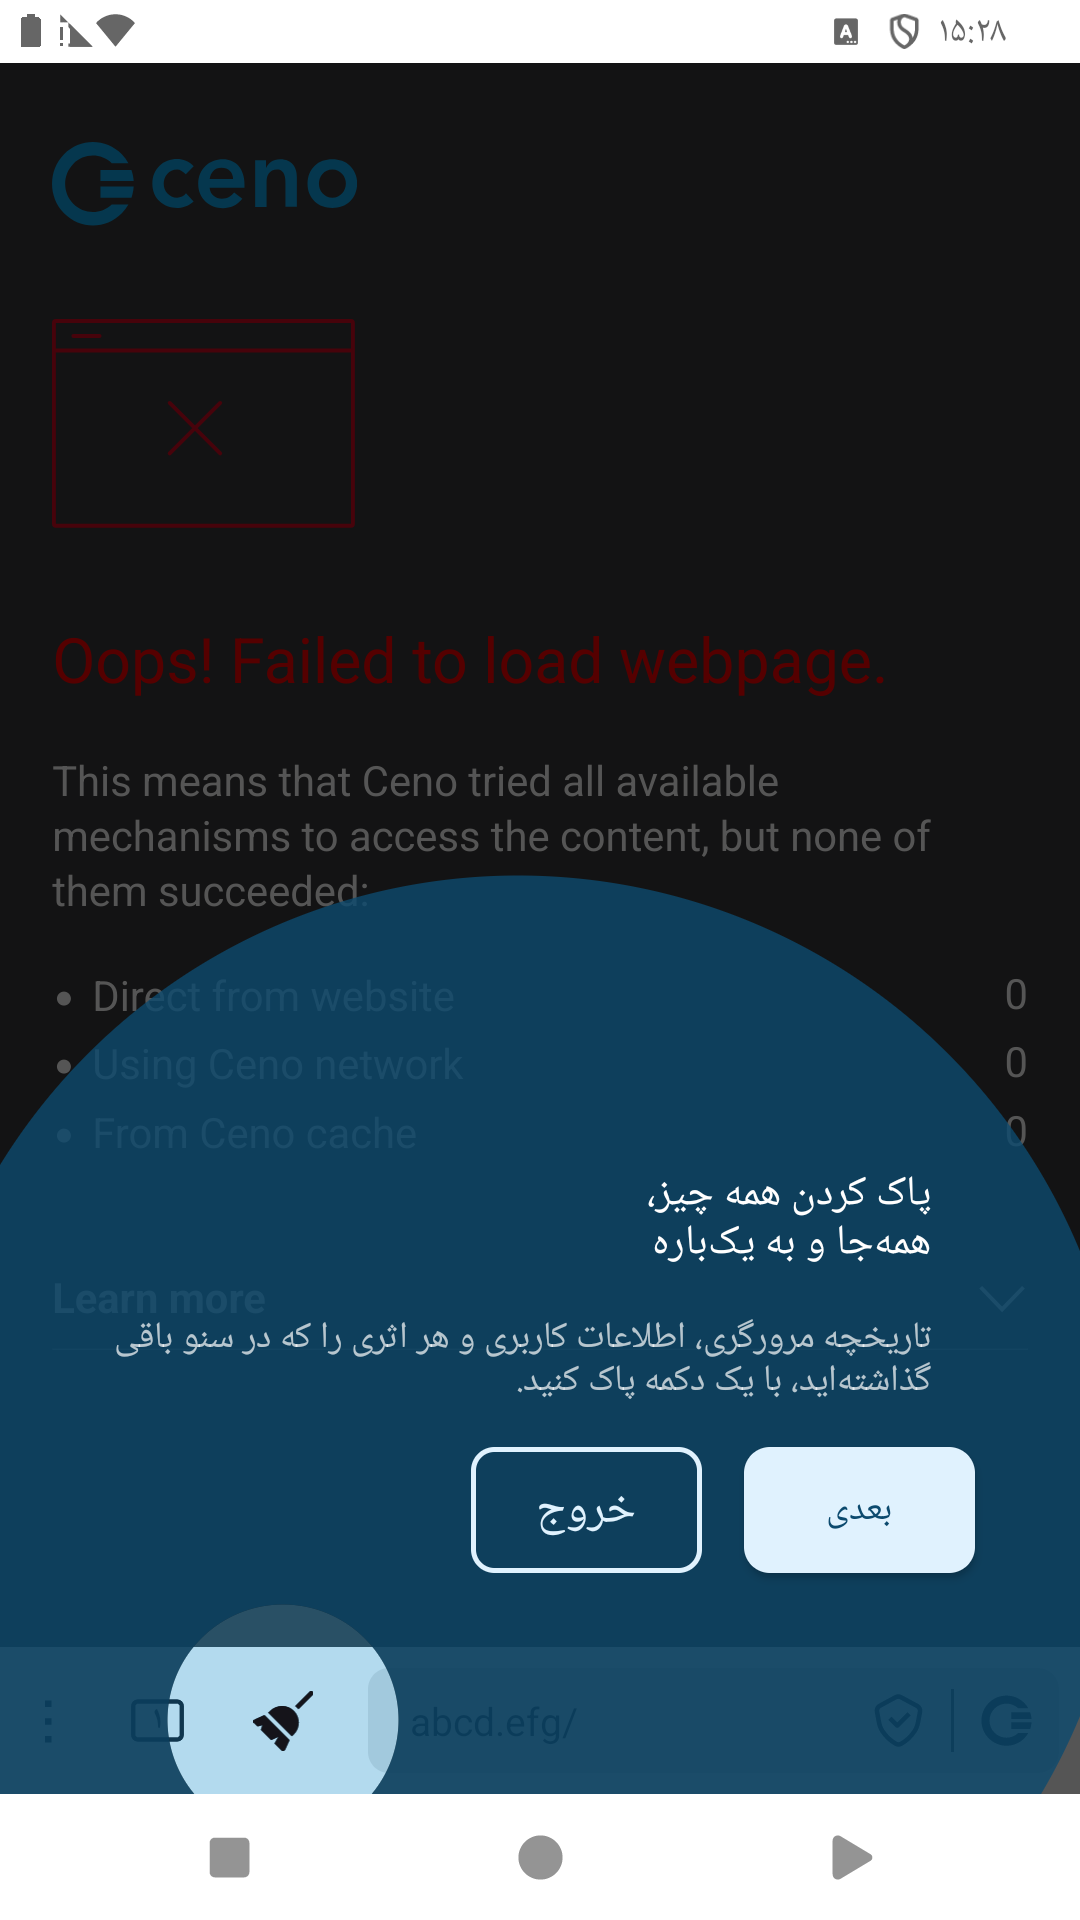 ۱۵:۲۸
ceno
Oops! Failed to load webpage.
This means that Ceno tried all available
mechanisms to access the content, but none of
them succeeded:
Direct from website 0
Using Ceno network 0
From Ceno cache 0
Learn more
پاک کردن همه چیز،
همه‌جا و به یک‌باره
تاریخچه مرورگری، اطلاعات کاربری و هر اثری را که در سنو باقی
گذاشته‌اید، با یک دکمه پاک کنید.
بعدی
خروج
۱
abcd.efg/